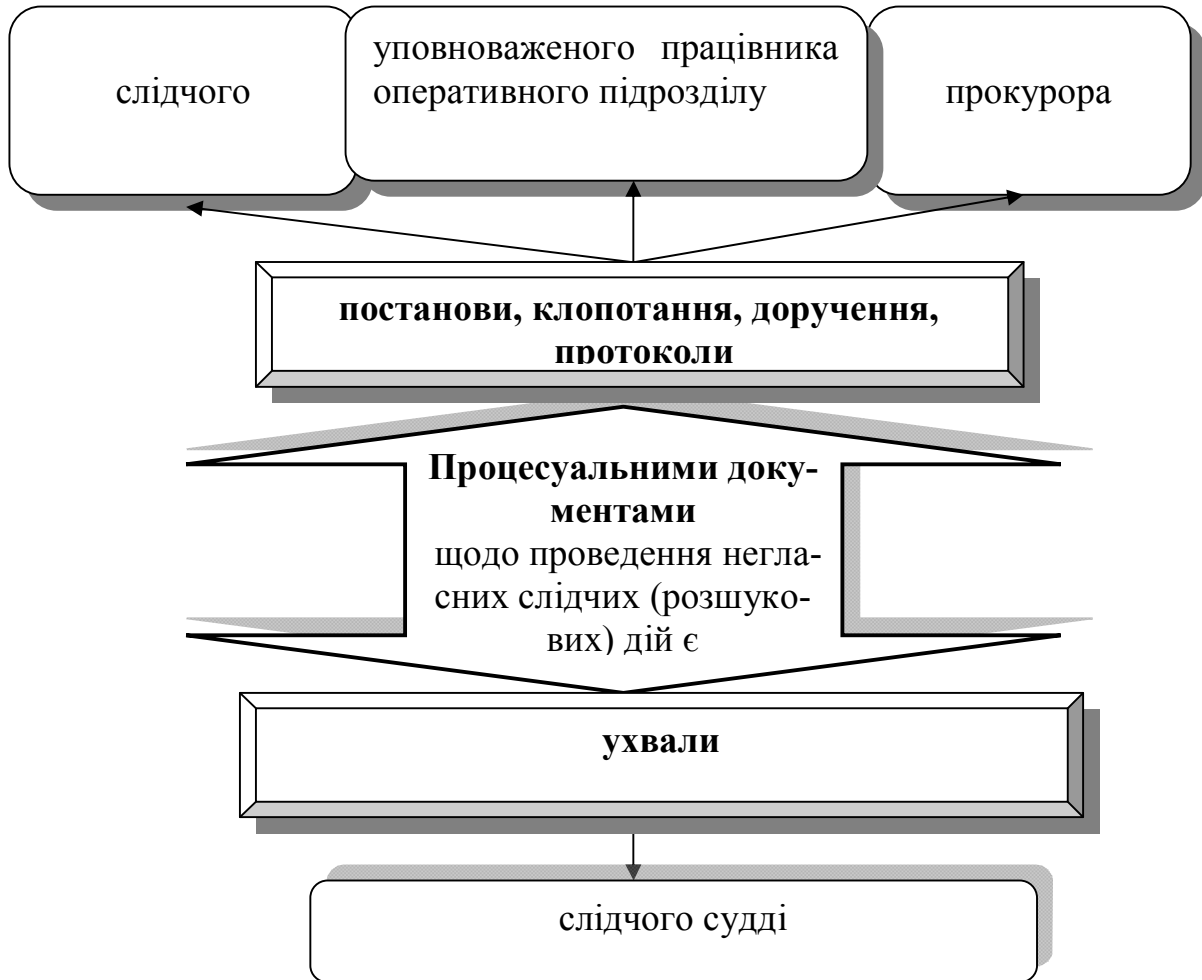 слідчого
уповноваженого працівника
оперативного підрозділу
прокурора
постанови, клопотання, доручення,
протоколи
Процесуальними доку-
ментами
щодо проведення негла-
сних слідчих (розшуко-
вих) дій є
ухвали
слідчого судді